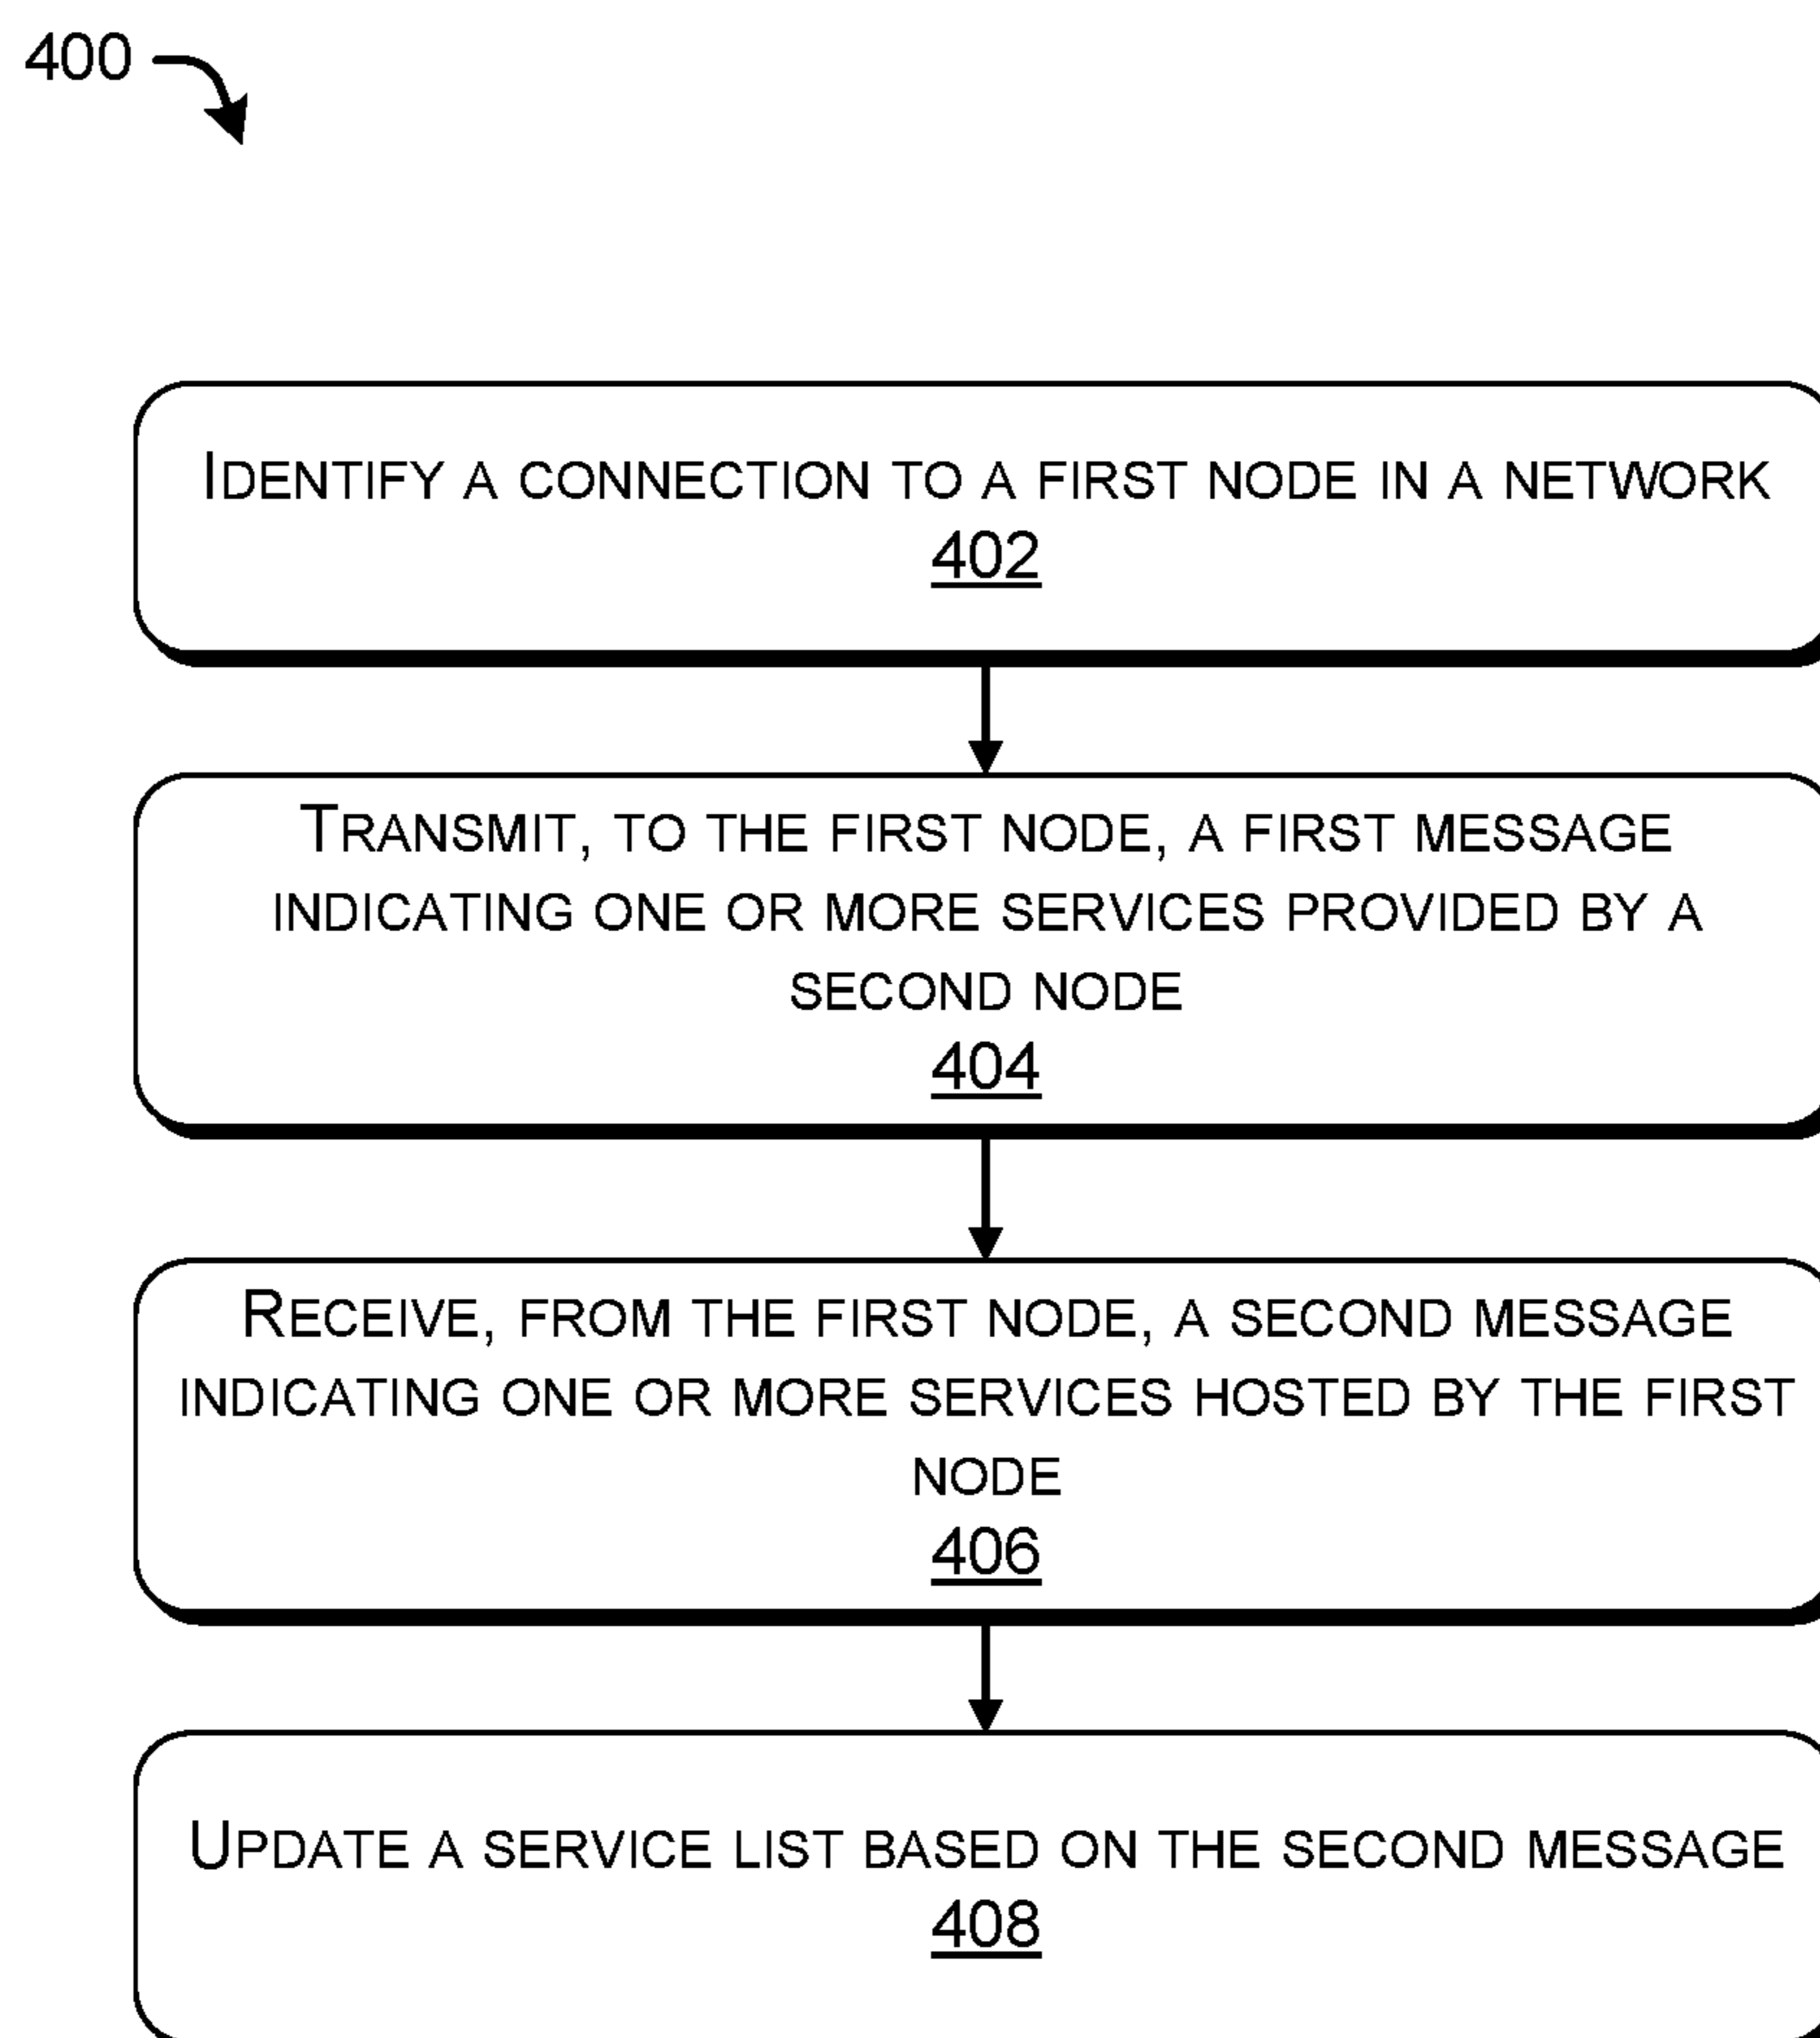 400
IDENTIFY A CONNECTION TO A FIRST NODE IN A NETWORK
402
TRANSMIT, TO THE FIRST NODE, A FIRST MESSAGE
INDICATING ONE OR MORE SERVICES PROVIDED BY A
SECOND NODE
404
RECEIVE, FROM THE FIRST NODE, A SECOND MESSAGE
INDICATING ONE OR MORE SERVICES HOSTED BY THE FIRST
NODE
406
UPDATE A SERVICE LIST BASED ON THE SECOND MESSAGE
408